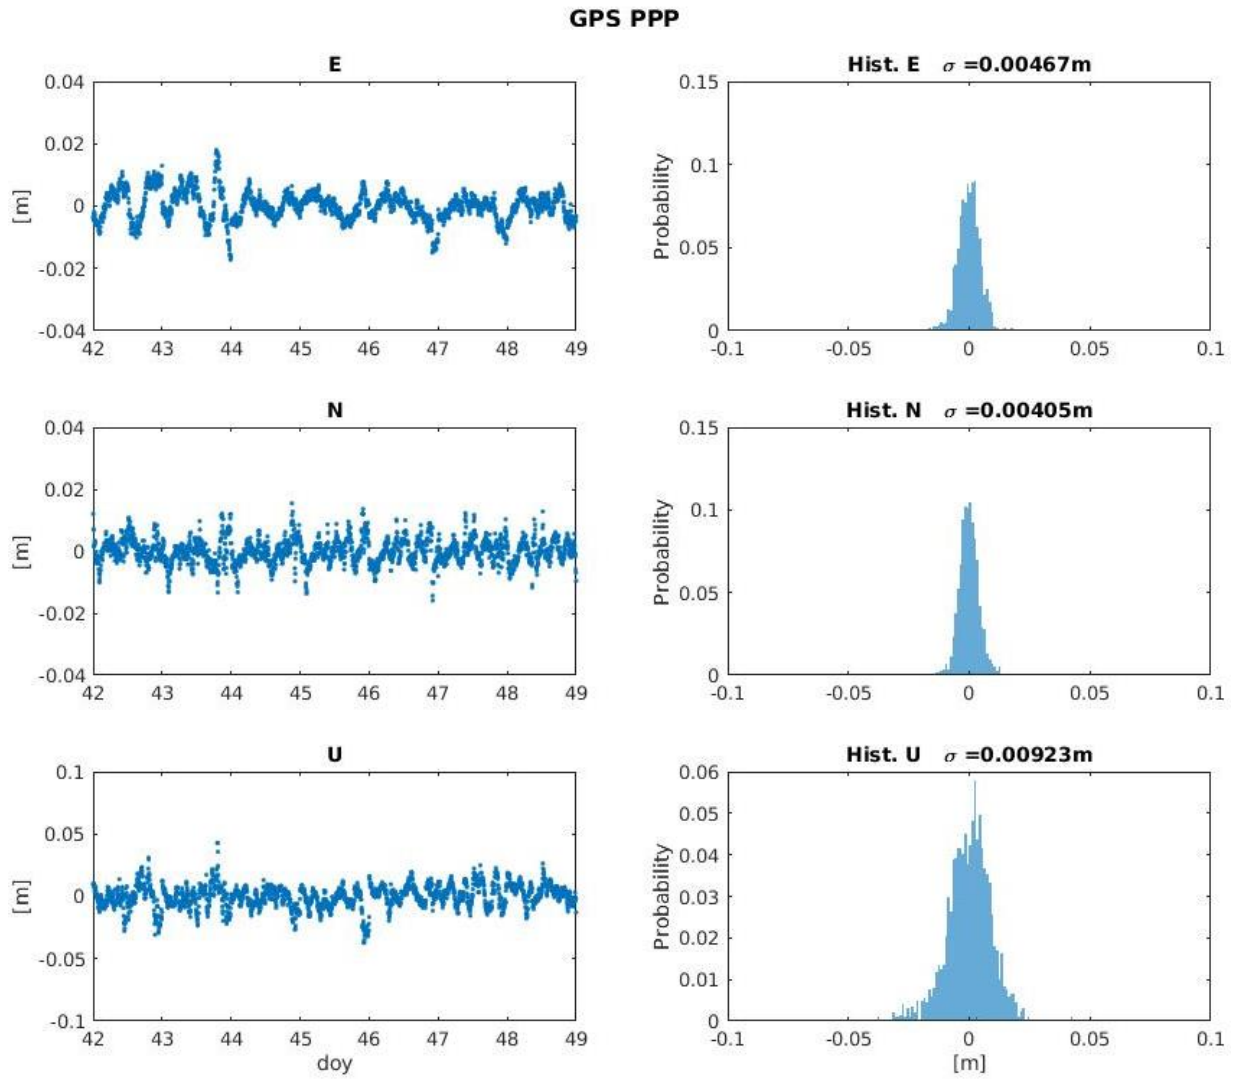 GPS PPP
E
0.04
0.02
0
-0.02
-0.04
[m]
42 43 44 45 46 47 48 49
Hist. E σ =0.00467m
0.15
0.1
0.05
0
Probability
-0.1 -0.05 0 0.05 0.1
N
0.04
0.02
0
-0.02
-0.04
[m]
42 43 44 45 46 47 48 49
Hist. N σ =0.00405m
0.15
0.1
0.05
0
Probability
-0.1 -0.05 0 0.05 0.1
U
0.1
0.05
0
-0.05
-0.1
[m]
42 43 44 45 46 47 48 49
doy
Hist. U σ =0.00923m
0.06
0.05
0.04
0.03
0.02
0.01
0
Probability
-0.1 -0.05 0 0.05 0.1
[m]